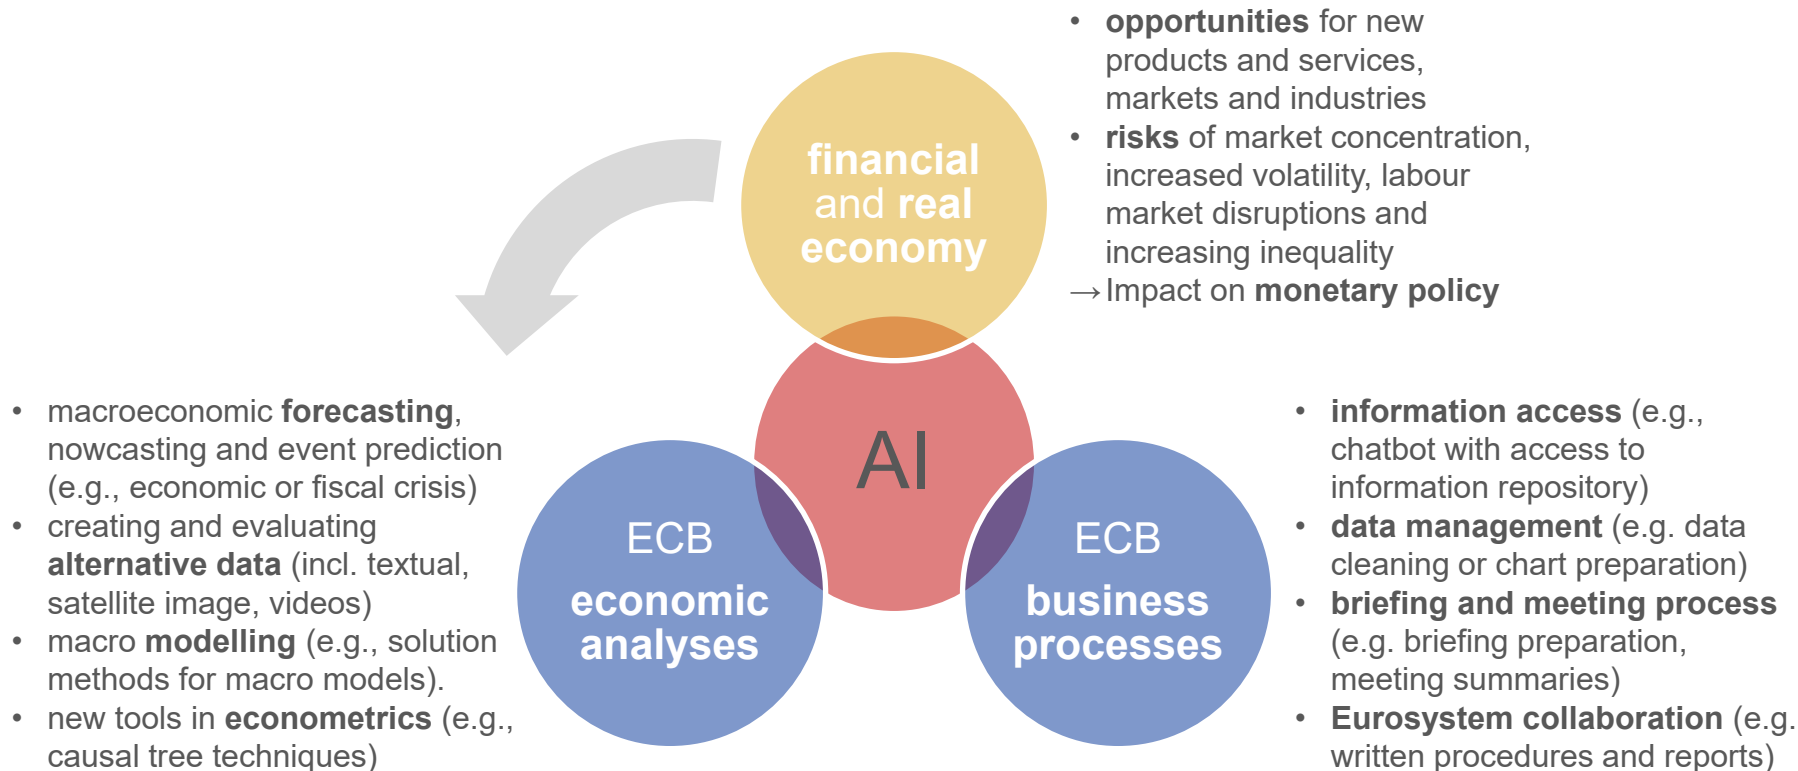 • opportunities for new
products and services,
markets and industries
• risks of market concentration,
increased volatility, labour
market disruptions and
increasing inequality
→ Impact on monetary policy
financial
and real
economy
AI
ECB
economic
analyses
ECB
business
processes
• macroeconomic forecasting,
nowcasting and event prediction
(e.g., economic or fiscal crisis)
• creating and evaluating
alternative data (incl. textual,
satellite image, videos)
• macro modelling (e.g., solution
methods for macro models).
• new tools in econometrics (e.g.,
causal tree techniques)
• information access (e.g.,
chatbot with access to
information repository)
• data management (e.g. data
cleaning or chart preparation)
• briefing and meeting process
(e.g. briefing preparation,
meeting summaries)
• Eurosystem collaboration (e.g.
written procedures and reports)